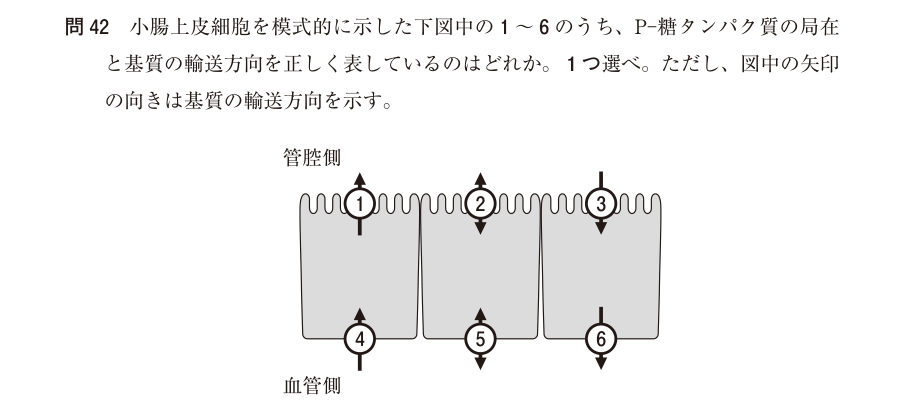 問 42 小腸上皮細胞を模式的に示した下図中の 1 ～ 6 のうち、P-糖タンパク質の局在
と基質の輸送方向を正しく表しているのはどれか。1つ選べ。ただし、図中の矢印
の向きは基質の輸送方向を示す。
管腔側
1 2 3
4 5 6
血管側